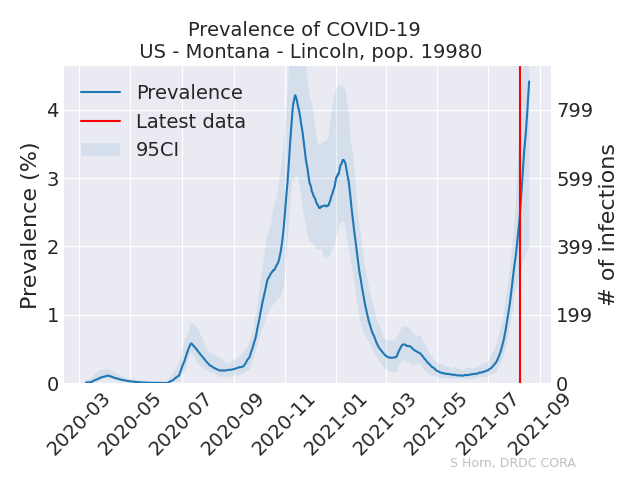 Prevalence of COVID-19
US - Montana - Lincoln, pop. 19980
Prevalence
Latest data
95CI
Prevalence (%)
0
1
2
3
4
# of infections
0
199
399
599
799
2020-03
2020-05
2020-07
2020-09
2020-11
2021-01
2021-03
2021-05
2021-07
2021-09
S Horn, DRDC CORA